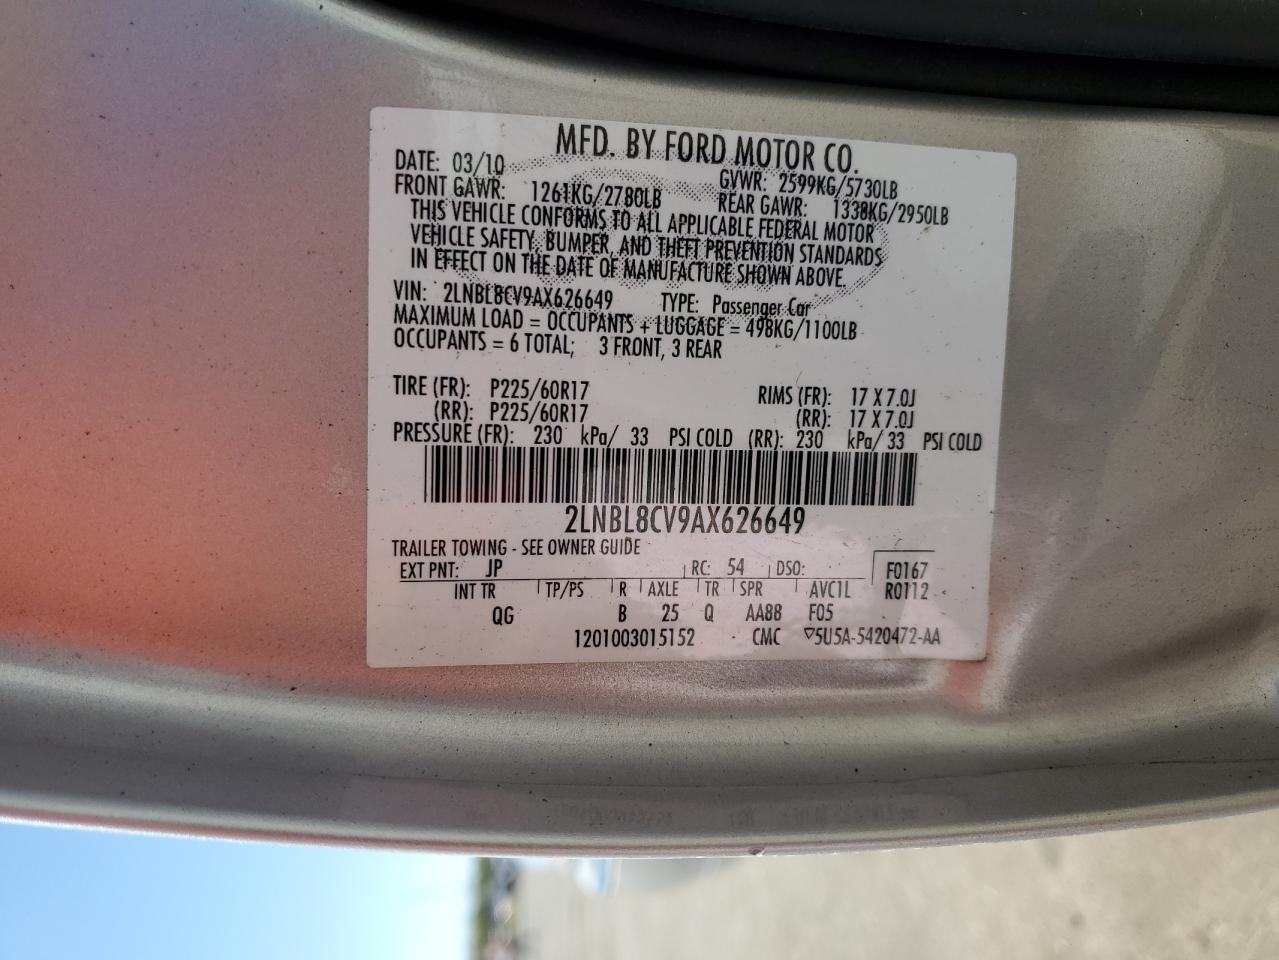 MFD. BY FORD MOTOR CO.
DATE: 03/10 GVWR: 2599KG/5730LB
FRONT GAWR: 1261KG/2780LB REAR GAWR: 1338KG/2950LB
THIS VEHICLE CONFORMS TO ALL APPLICABLE FEDERAL MOTOR
VEHICLE SAFETY, BUMPER, AND THEFT PREVENTION STANDARDS
IN EFFECT ON THE DATE OF MANUFACTURE SHOWN ABOVE.
VIN: 2LNBL8CV9AX626649 TYPE: Passenger Car
MAXIMUM LOAD = OCCUPANTS + LUGGAGE = 498KG/1100LB
OCCUPANTS = 6 TOTAL; 3 FRONT, 3 REAR
TIRE (FR): P225/60R17 RIMS (FR): 17 X 7.0J
(RR): P225/60R17 (RR): 17 X 7.0J
PRESSURE (FR): 230 kPa/ 33 PSI COLD (RR): 230 kPa/ 33 PSI COLD
2LNBL8CV9AX626649
TRAILER TOWING - SEE OWNER GUIDE
EXT PNT: JP RC: 54 DSO: F0167
INT TR TP/PS R AXLE TR SPR AVC1L R0112
QG B 25 Q AA88 F05
1201003015152 CMC ▽5U5A-5420472-AA